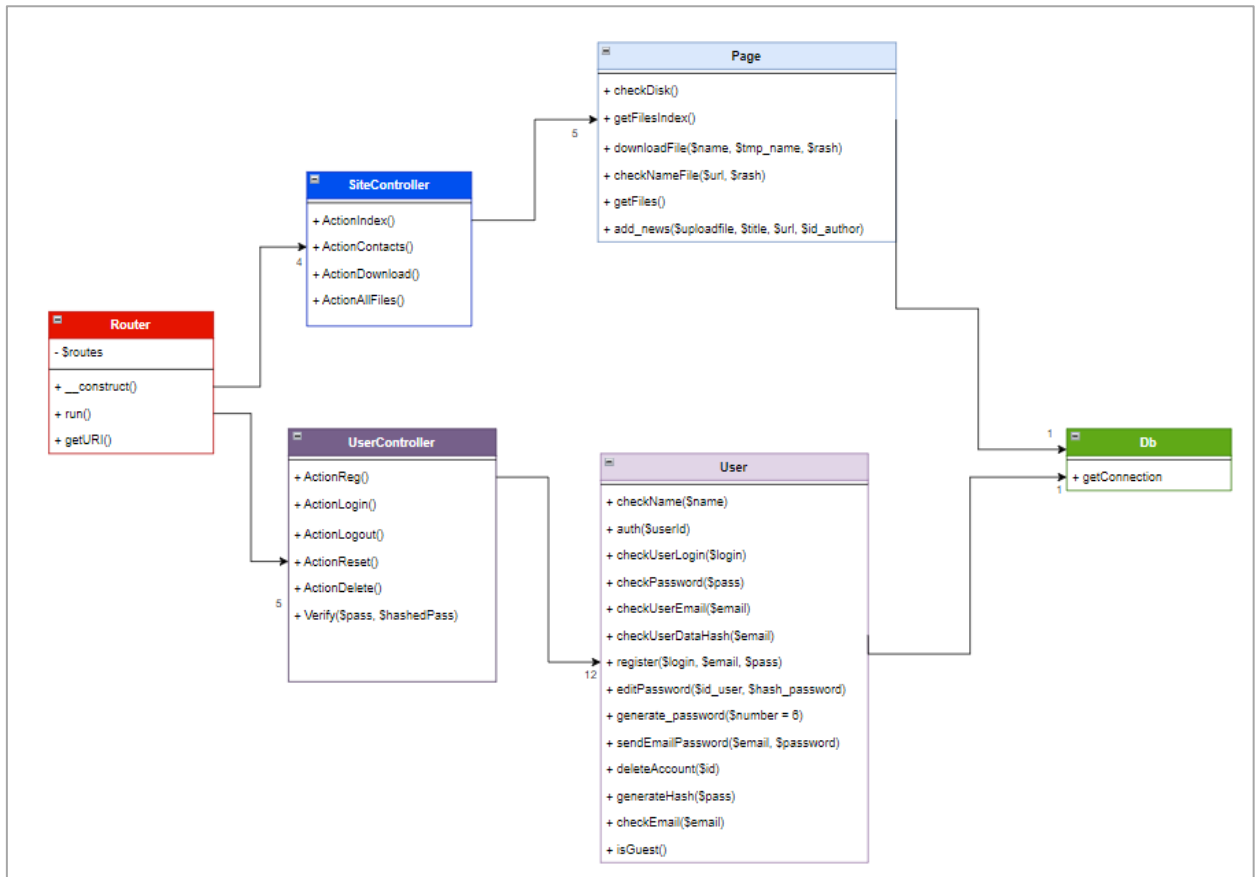 Page
+ checkDisk()
+ getFilesIndex()
+ downloadFile($name, $tmp_name, $rash)
+ checkNameFile($url, $rash)
+ getFiles()
+ add_news($uploadfile, $title, $url, $id_author)
5
SiteController
+ ActionIndex()
+ ActionContacts()
+ ActionDownload()
+ ActionAllFiles()
4
Router
- $routes
+ __construct()
+ run()
+ getURI()
UserController
+ ActionReg()
+ ActionLogin()
+ ActionLogout()
+ ActionReset()
+ ActionDelete()
+ Verify($pass, $hashedPass)
5
User
+ checkName($name)
+ auth($userId)
+ checkUserLogin($login)
+ checkPassword($pass)
+ checkUserEmail($email)
+ checkUserDataHash($email)
+ register($login, $email, $pass)
+ editPassword($id_user, $hash_password)
+ generate_password($number = 6)
+ sendEmailPassword($email, $password)
+ deleteAccount($id)
+ generateHash($pass)
+ checkEmail($email)
+ isGuest()
12
1
Db
+ getConnection
1